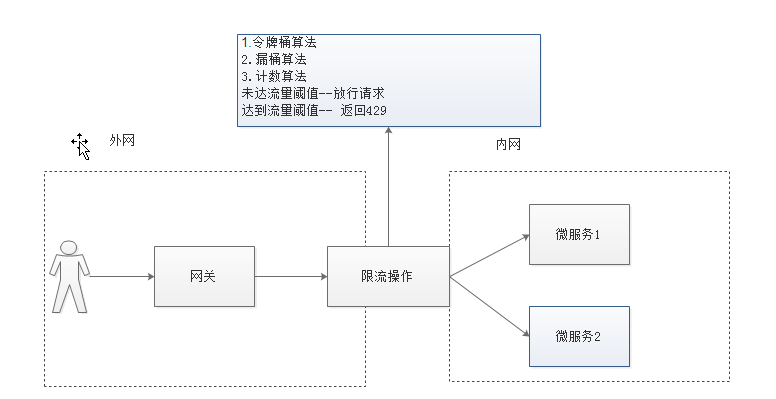 1.令牌桶算法
2.漏桶算法
3.计数算法
未达流量阈值--放行请求
达到流量阈值-- 返回429
外网
内网
网关
限流操作
微服务1
微服务2